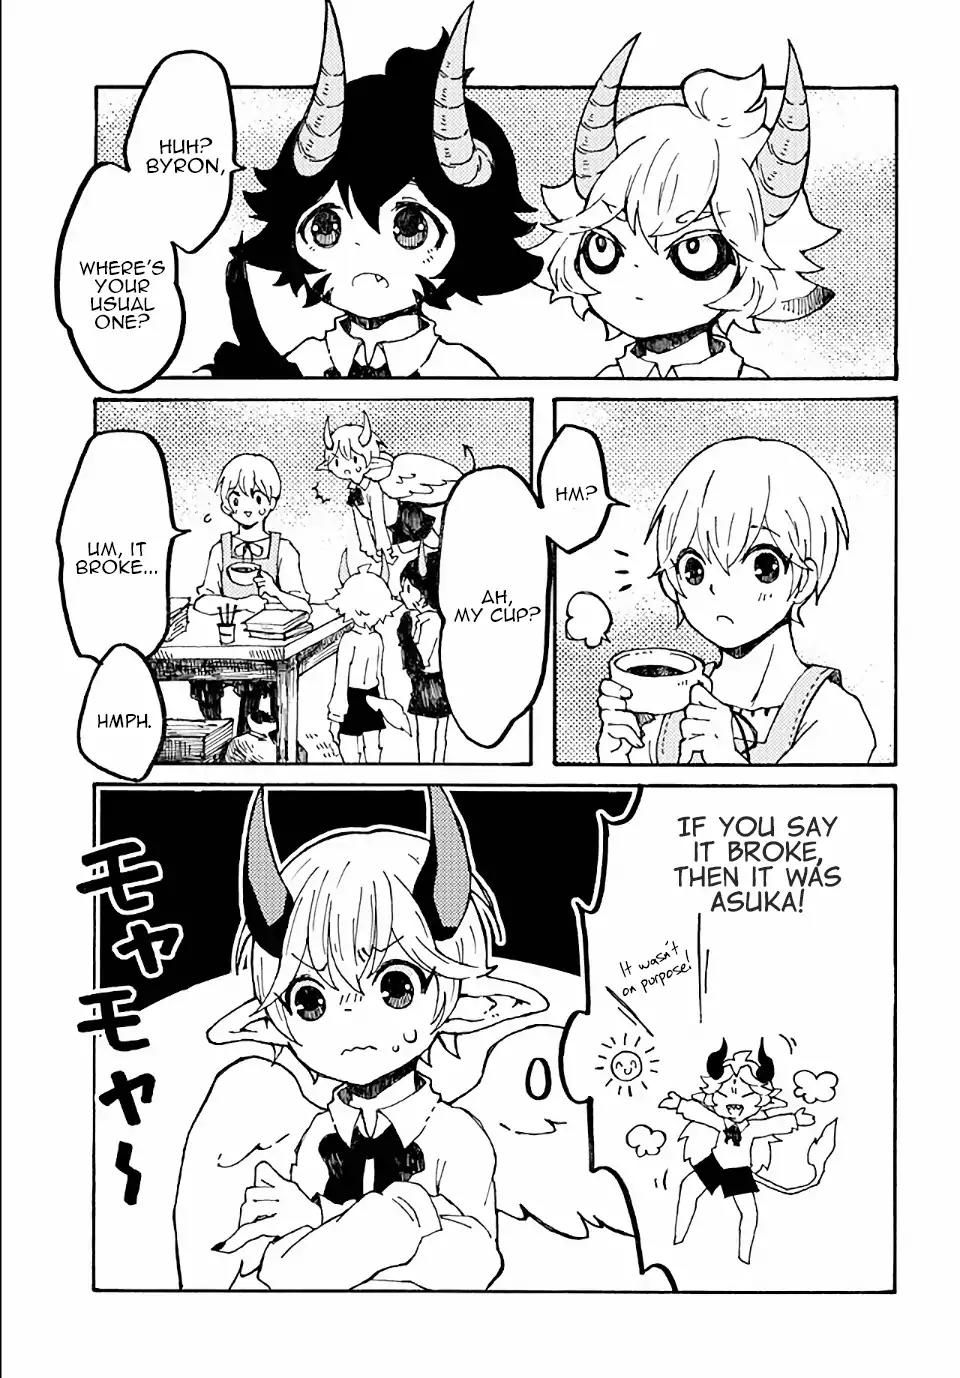 HUH?
BYRON,
WHERE'S
YOUR
USUAL
ONE?
HM?
AH,
MY CUP?
UM, IT
BROKE...
HMPH.
IF YOU SAY
IT BROKE,
THEN IT WAS
ASUKA!
It wasn't
on purpose!
モヤ
モヤ〜